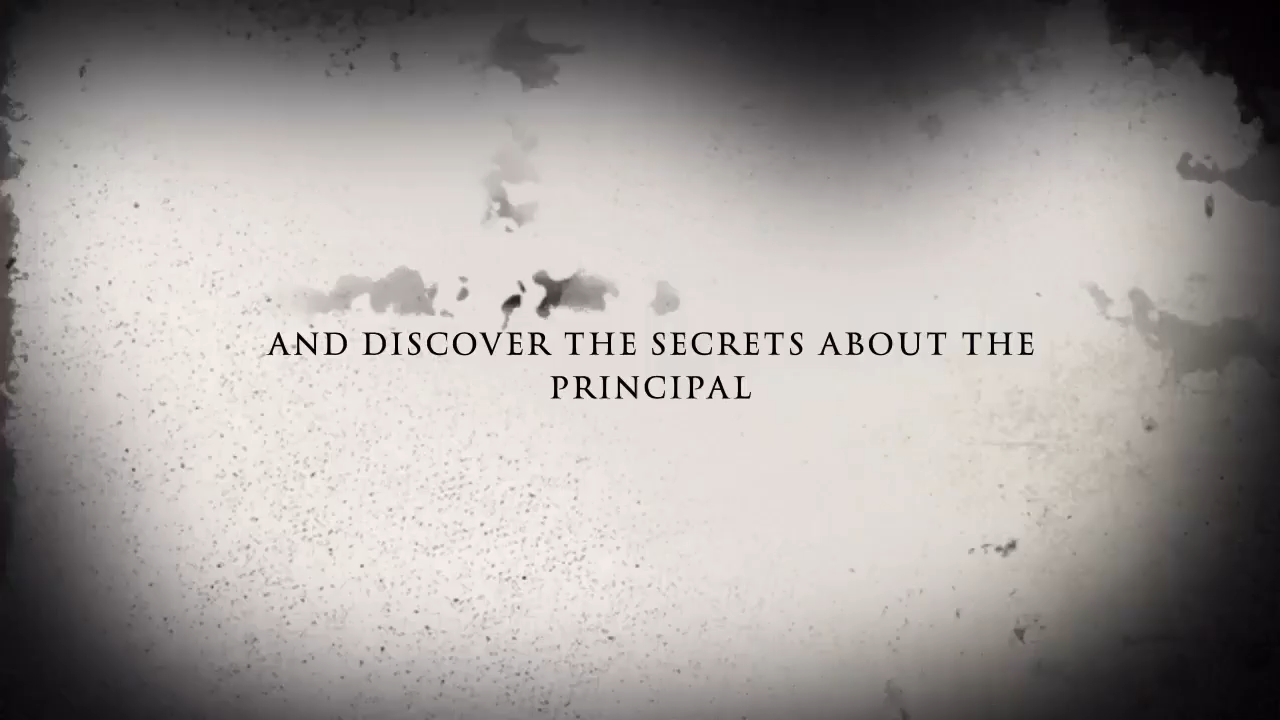 AND DISCOVER THE SECRETS ABOUT THE
PRINCIPAL